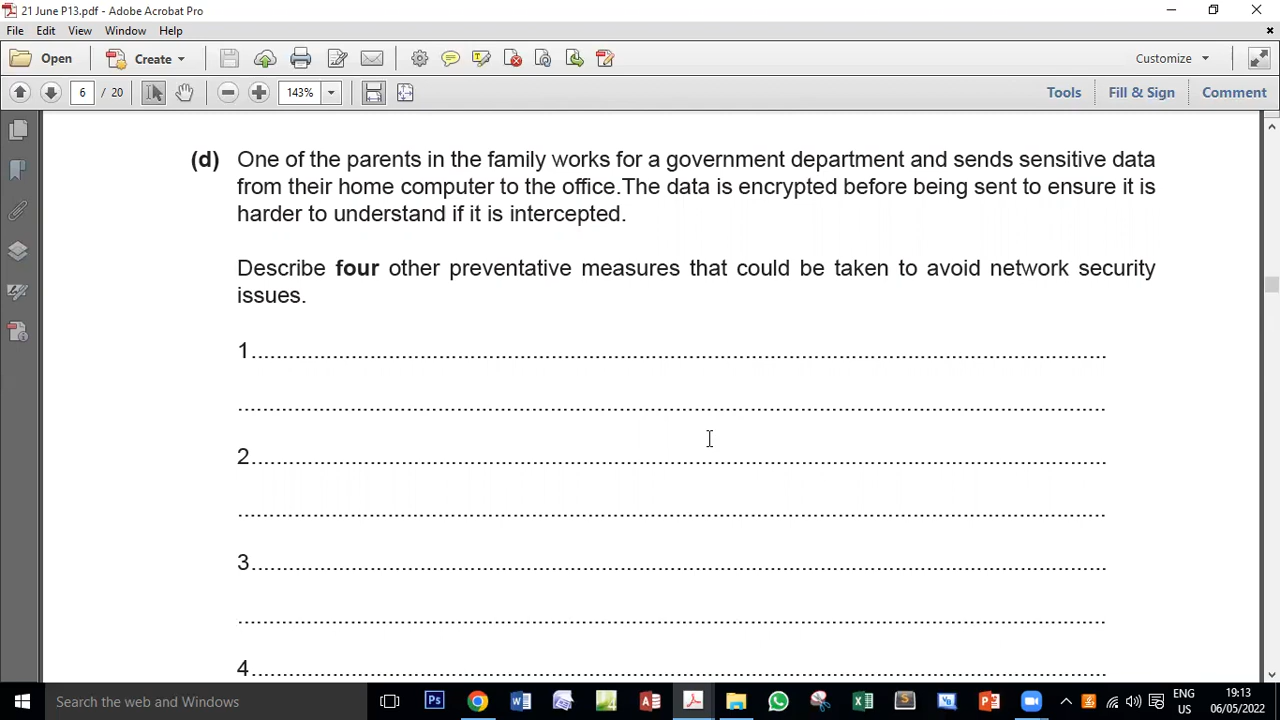 21 June P13.pdf - Adobe Acrobat Pro
File Edit View Window Help
Open Create Customize
6 / 20 143% Tools Fill & Sign Comment
(d) One of the parents in the family works for a government department and sends sensitive data
from their home computer to the office.The data is encrypted before being sent to ensure it is
harder to understand if it is intercepted.
Describe four other preventative measures that could be taken to avoid network security
issues.
1
2
3
4
Search the web and Windows
ENG 19:13
US 06/05/2022